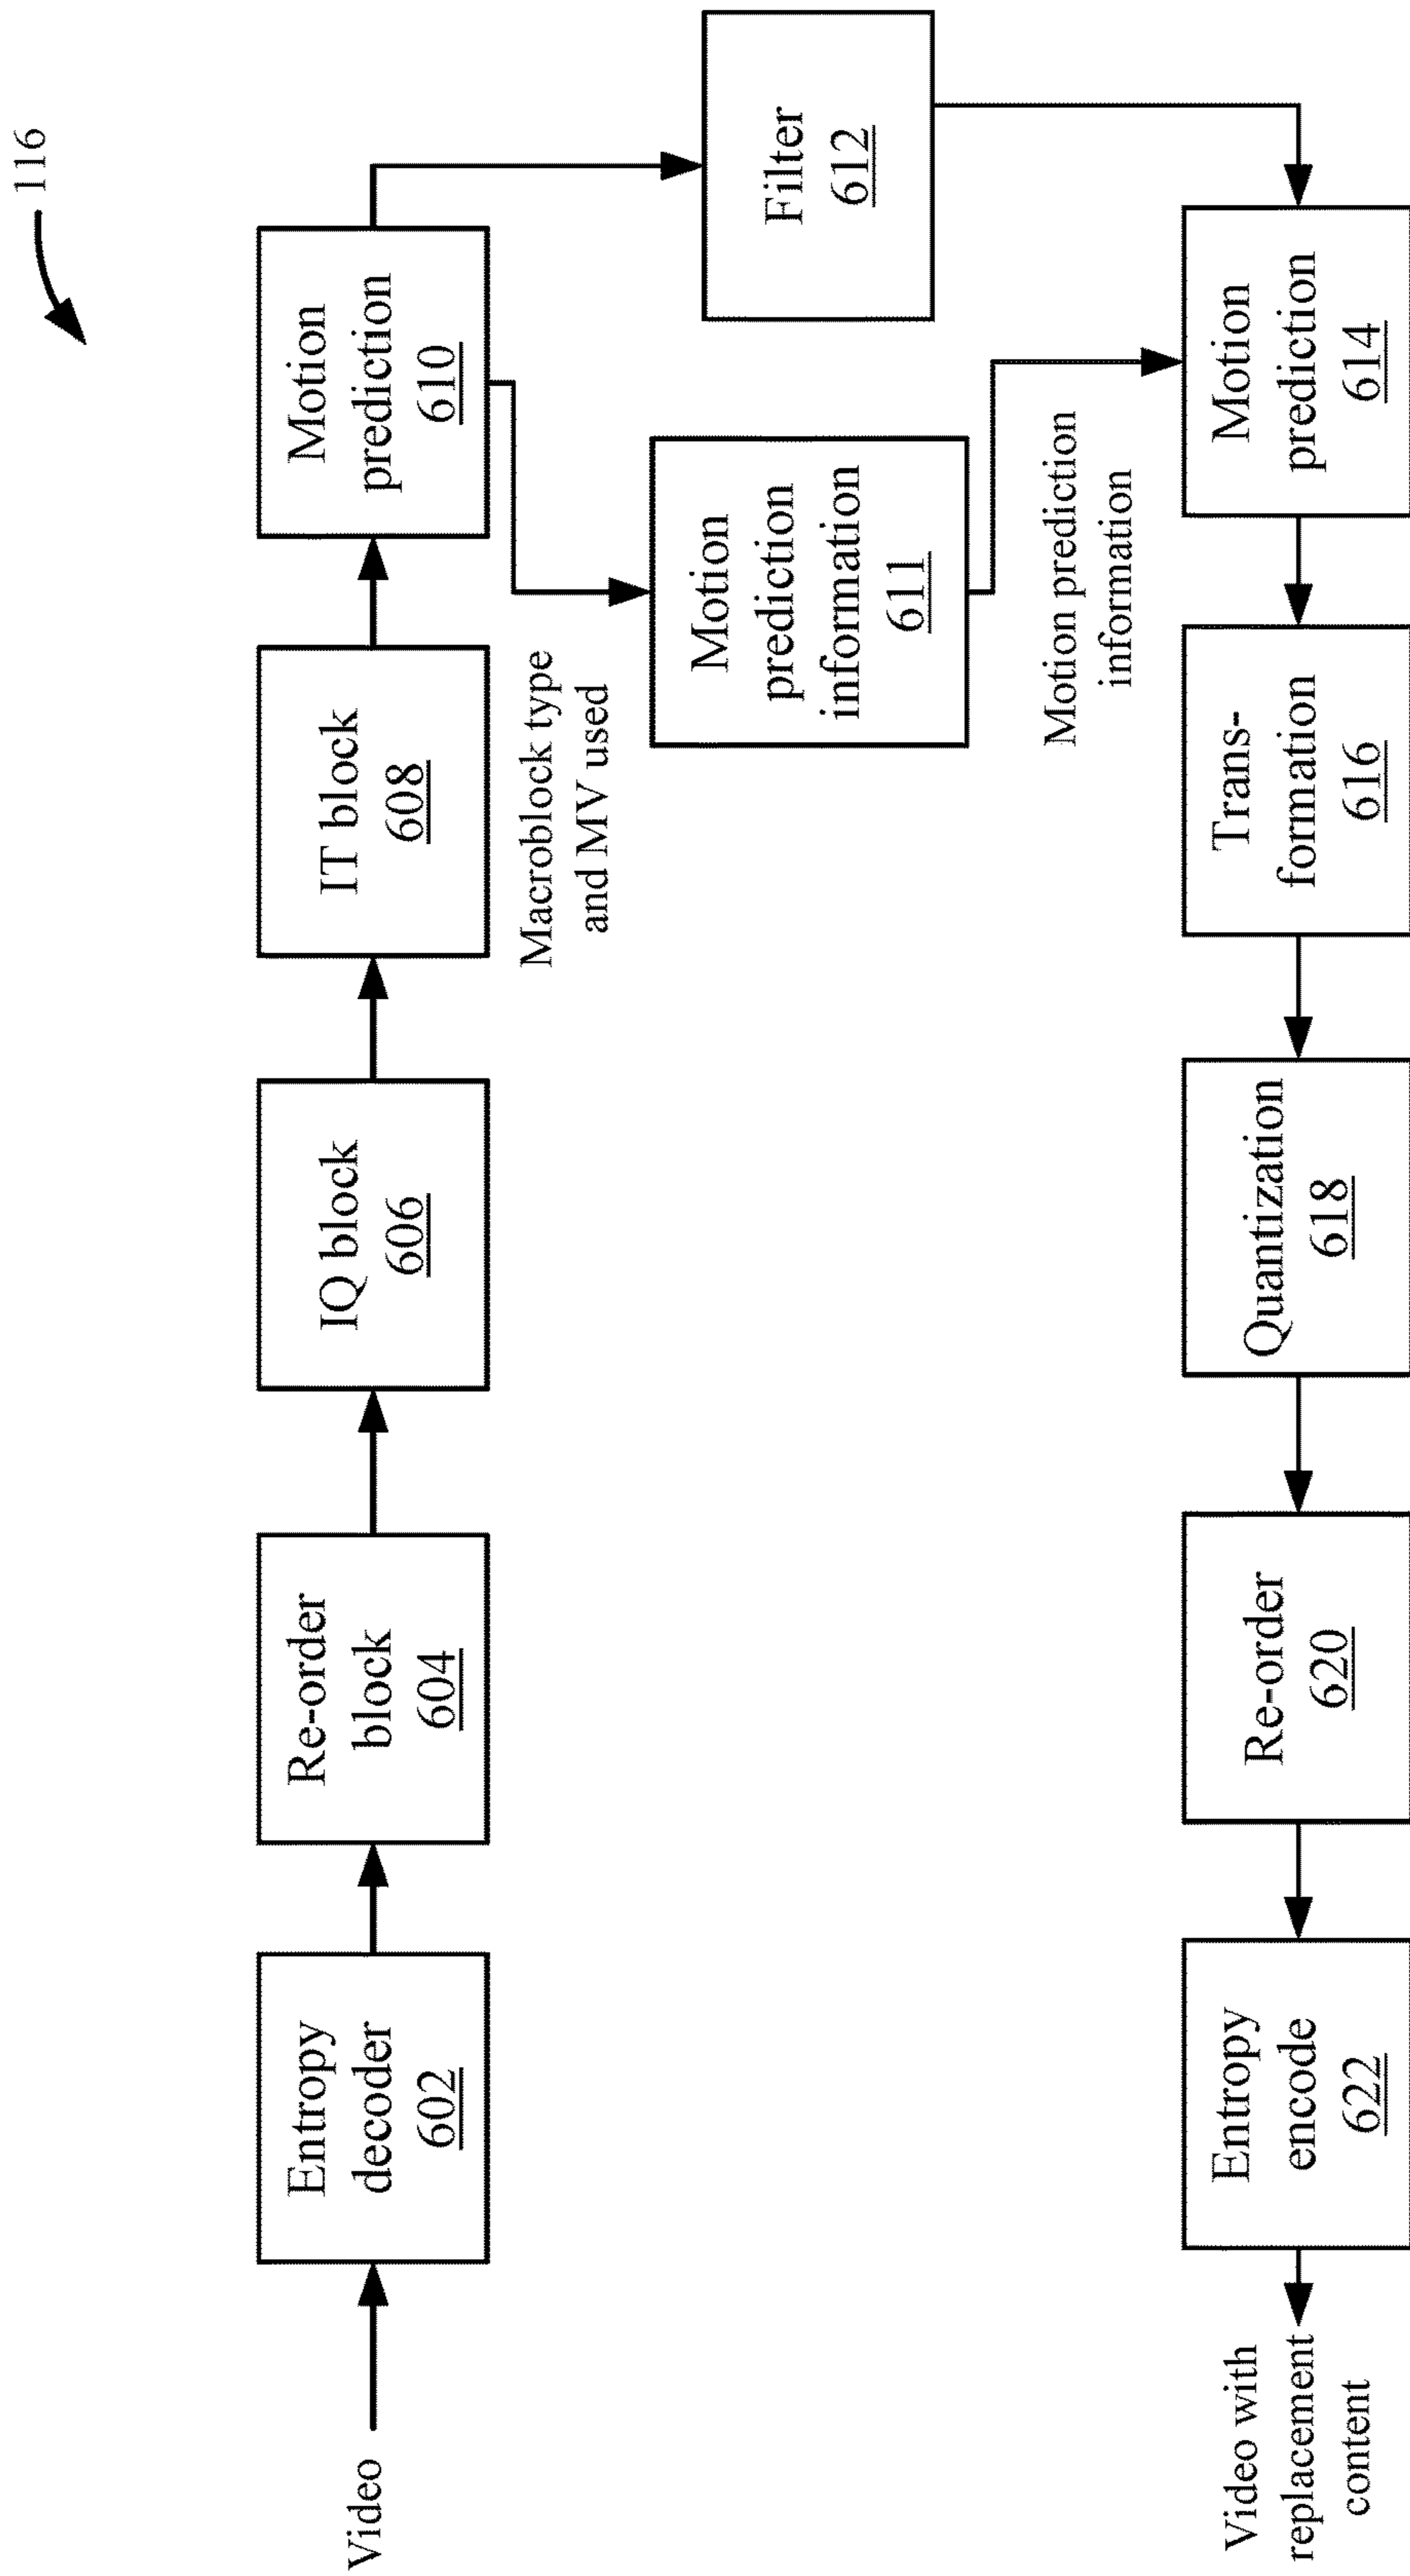 116
Video
Entropy
decoder
602
Re-order
block
604
IQ block
606
IT block
608
Motion
prediction
610
Macroblock type
and MV used
Motion
prediction
information
611
Filter
612
Motion prediction
information
Motion
prediction
614
Trans-
formation
616
Quantization
618
Re-order
620
Entropy
encode
622
Video with
replacement
content